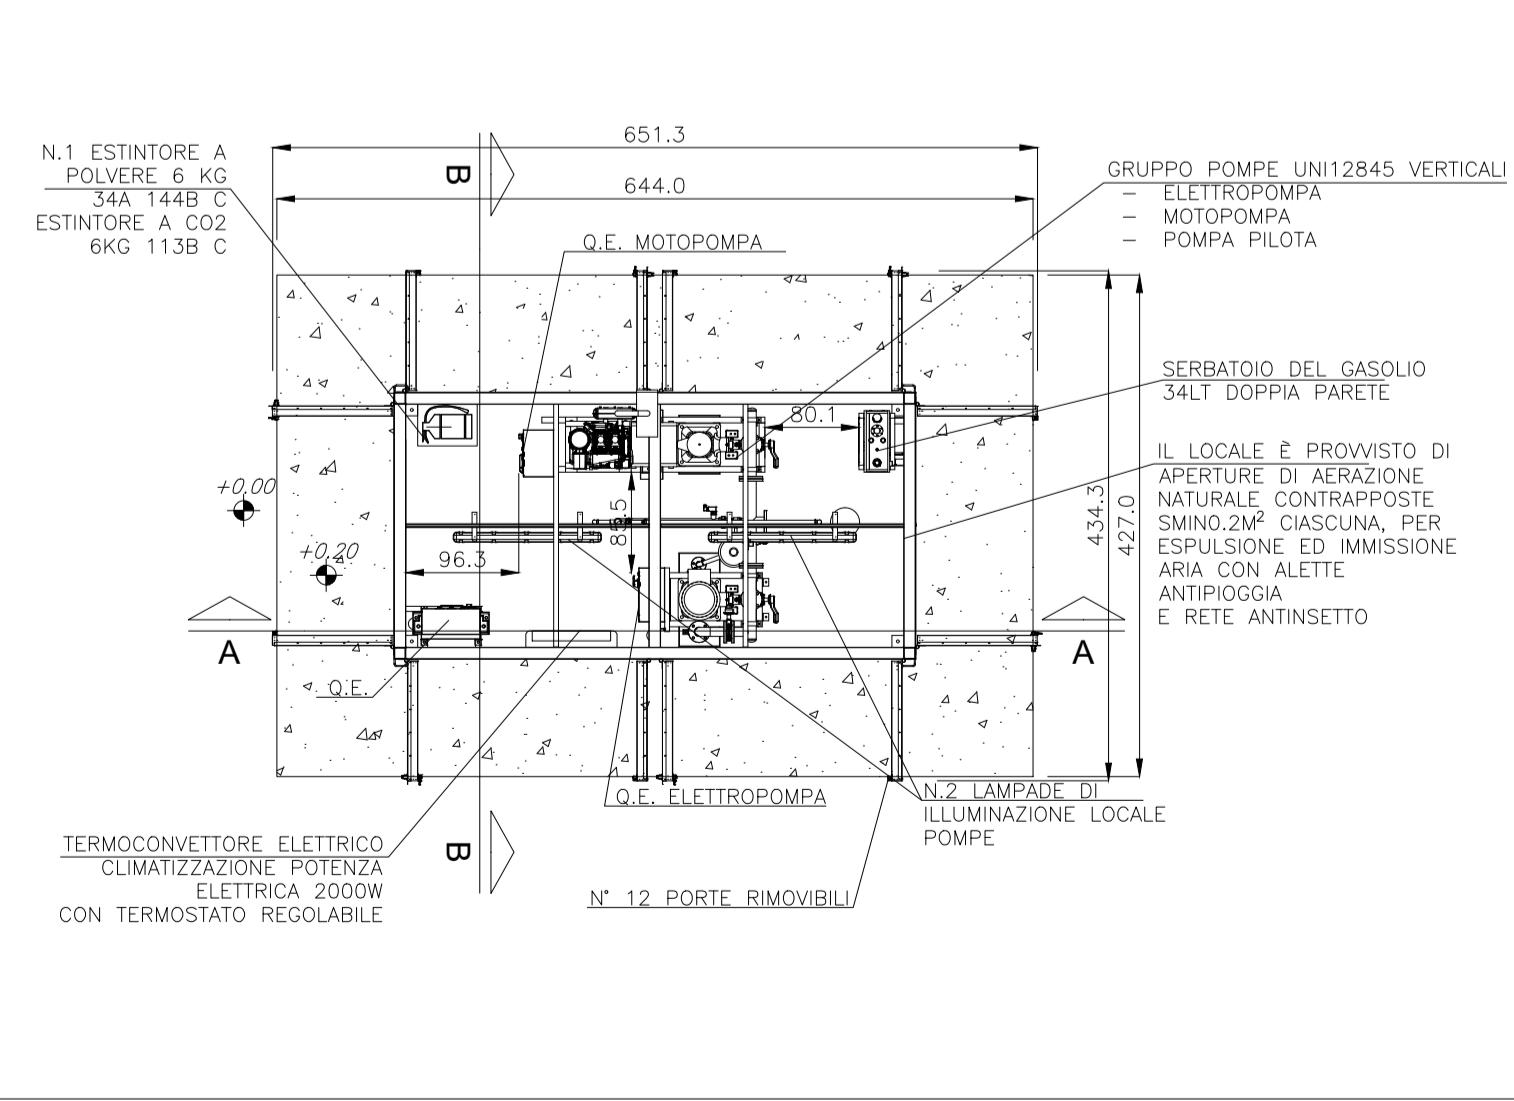 651.3
B
644.0
N.1 ESTINTORE A
POLVERE 6 KG
34A 144B C
ESTINTORE A CO2
6KG 113B C
Q.E. MOTOPOMPA
GRUPPO POMPE UNI12845 VERTICALI
– ELETTROPOMPA
– MOTOPOMPA
– POMPA PILOTA
SERBATOIO DEL GASOLIO
34LT DOPPIA PARETE
80.1
IL LOCALE È PROVVISTO DI
APERTURE DI AERAZIONE
NATURALE CONTRAPPOSTE
SMIN0.2M² CIASCUNA, PER
ESPULSIONE ED IMMISSIONE
ARIA CON ALETTE
ANTIPIOGGIA
E RETE ANTINSETTO
434.3
427.0
+0.00
+0.20
96.3
A
A
Q.E.
Q.E. ELETTROPOMPA
N.2 LAMPADE DI
ILLUMINAZIONE LOCALE
POMPE
TERMOCONVETTORE ELETTRICO
CLIMATIZZAZIONE POTENZA
ELETTRICA 2000W
CON TERMOSTATO REGOLABILE
B
N° 12 PORTE RIMOVIBILI